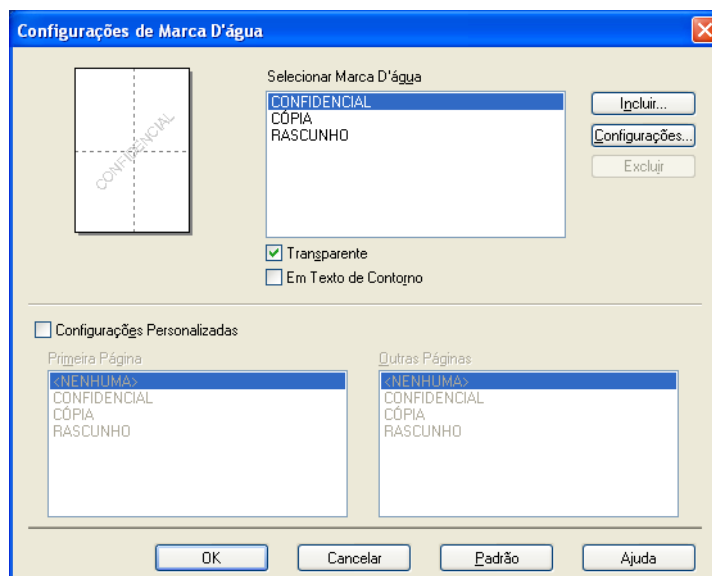 Configurações de Marca D'água
CONFIDENCIAL
Selecionar Marca D'água
CONFIDENCIAL
CÓPIA
RASCUNHO
Incluir...
Configurações...
Excluir
Transparente
Em Texto de Contorno
Configurações Personalizadas
Primeira Página
<NENHUMA>
CONFIDENCIAL
CÓPIA
RASCUNHO
Outras Páginas
<NENHUMA>
CONFIDENCIAL
CÓPIA
RASCUNHO
OK
Cancelar
Padrão
Ajuda